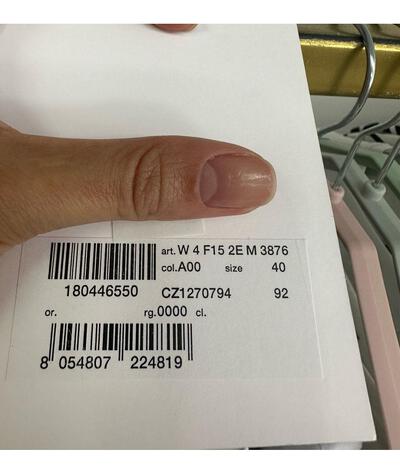 art. W 4 F15 2E M 3876
col. A00 size 40
180446550 CZ1270794 92
or. rg. 0000 cl.
8 054807 224819